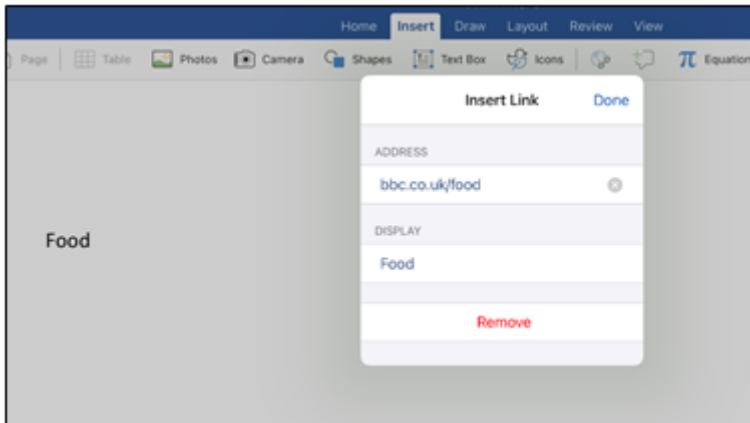 Home Insert Draw Layout Review View
Page Table Photos Camera Shapes Text Box Icons Equation
Insert Link Done
ADDRESS
bbc.co.uk/food
DISPLAY
Food
Food
Remove